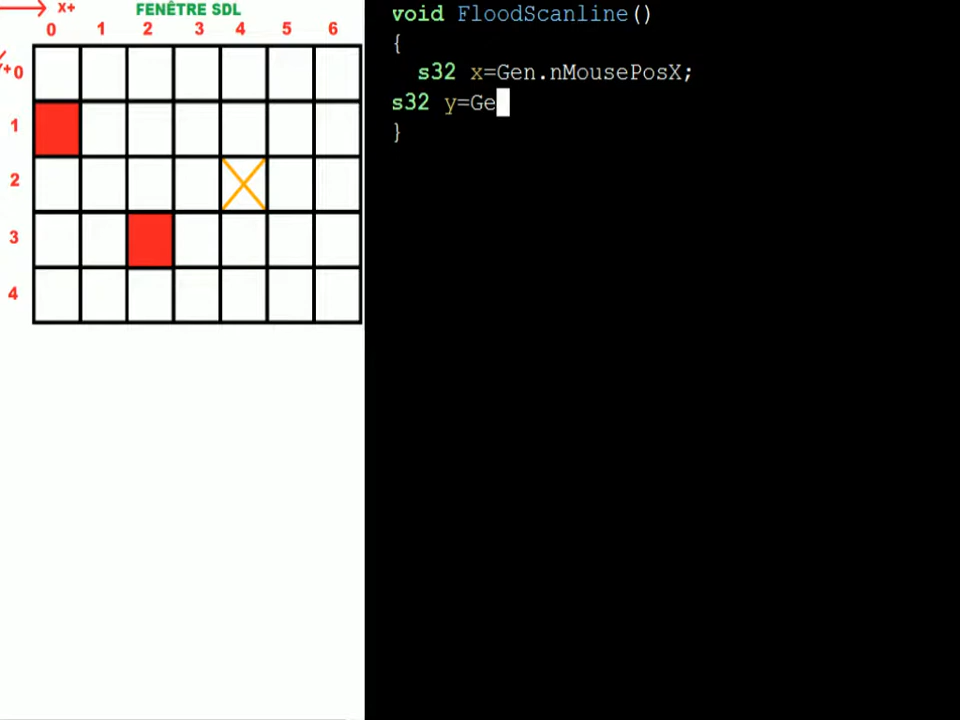 x+ FENÊTRE SDL
0 1 2 3 4 5 6
+0
1
2
3
4
void FloodScanline()
{
s32 x=Gen.nMousePosX;
s32 y=Ge
}